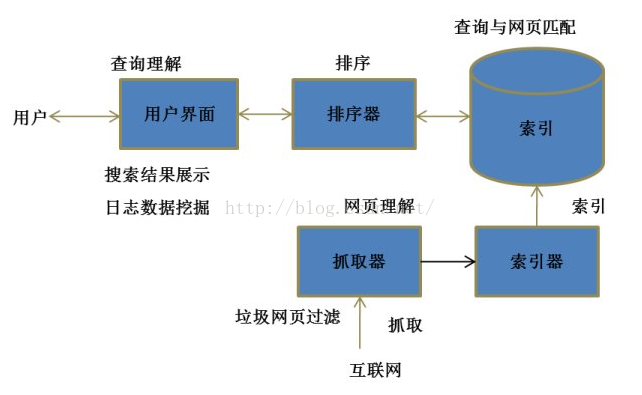 查询与网页匹配
查询理解
排序
用户
用户界面
排序器
索引
搜索结果展示
日志数据挖掘
网页理解
索引
抓取器
索引器
垃圾网页过滤
抓取
互联网